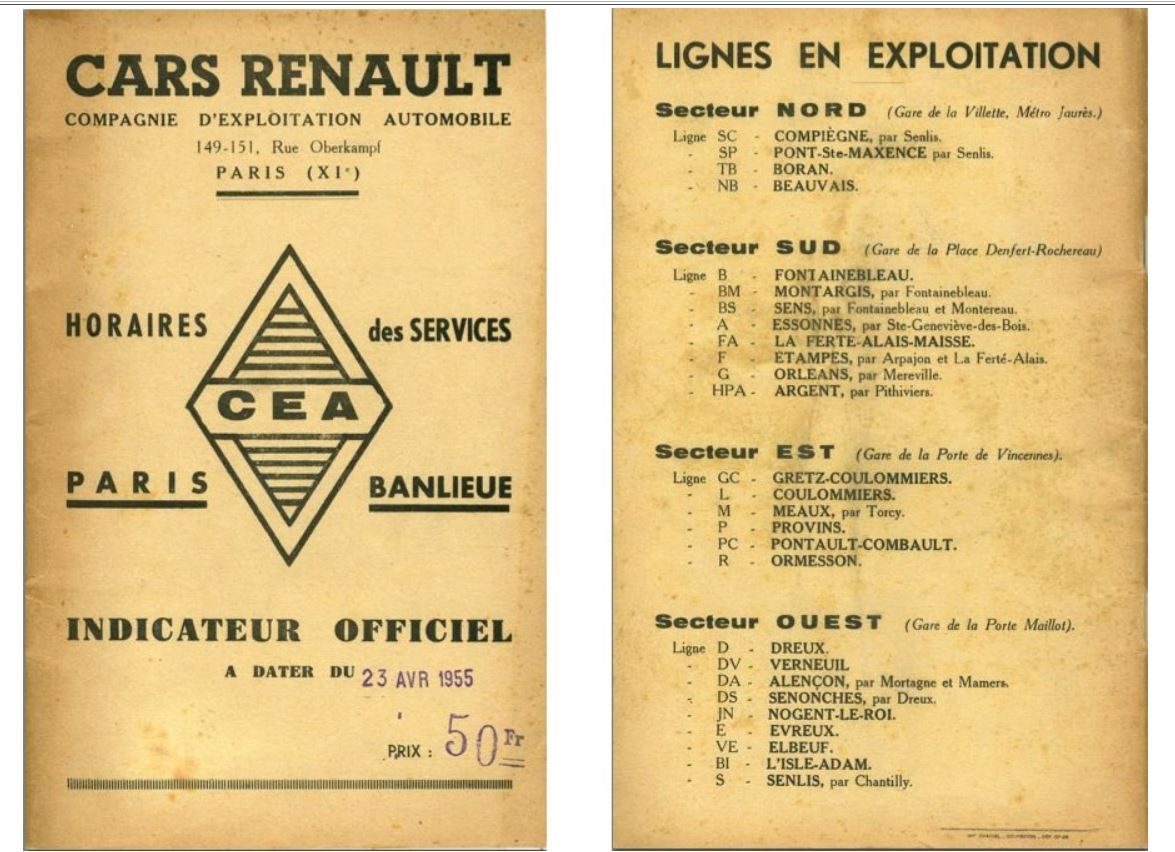 CARS RENAULT
COMPAGNIE D'EXPLOITATION AUTOMOBILE
149-151, Rue Oberkampf
PARIS (XIe)
HORAIRES des SERVICES
CEA
PARIS BANLIEUE
INDICATEUR OFFICIEL
A DATER DU 23 AVR 1955
PRIX : 50 Fr
LIGNES EN EXPLOITATION
Secteur NORD (Gare de la Villette, Métro Jaurès.)
Ligne SC - COMPIÈGNE, par Senlis.
- SP - PONT-Ste-MAXENCE par Senlis.
- TB - BORAN.
- NB - BEAUVAIS.
Secteur SUD (Gare de la Place Denfert-Rochereau)
Ligne B - FONTAINEBLEAU.
- BM - MONTARGIS, par Fontainebleau.
- BS - SENS, par Fontainebleau et Montereau.
- A - ESSONNES, par Ste-Geneviève-des-Bois.
- FA - LA FERTE-ALAIS-MAISSE.
- F - ETAMPES, par Arpajon et La Ferté-Alais.
- G - ORLEANS, par Mereville.
- HPA - ARGENT, par Pithiviers.
Secteur EST (Gare de la Porte de Vincennes).
Ligne GC - GRETZ-COULOMMIERS.
- L - COULOMMIERS.
- M - MEAUX, par Torcy.
- P - PROVINS.
- PC - PONTAULT-COMBAULT.
- R - ORMESSON.
Secteur OUEST (Gare de la Porte Maillot).
Ligne D - DREUX.
- DV - VERNEUIL
- DA - ALENÇON, par Mortagne et Mamers.
- DS - SENONCHES, par Dreux.
- JN - NOGENT-LE-ROI.
- E - EVREUX.
- VE - ELBEUF.
- BI - L'ISLE-ADAM.
- S - SENLIS, par Chantilly.